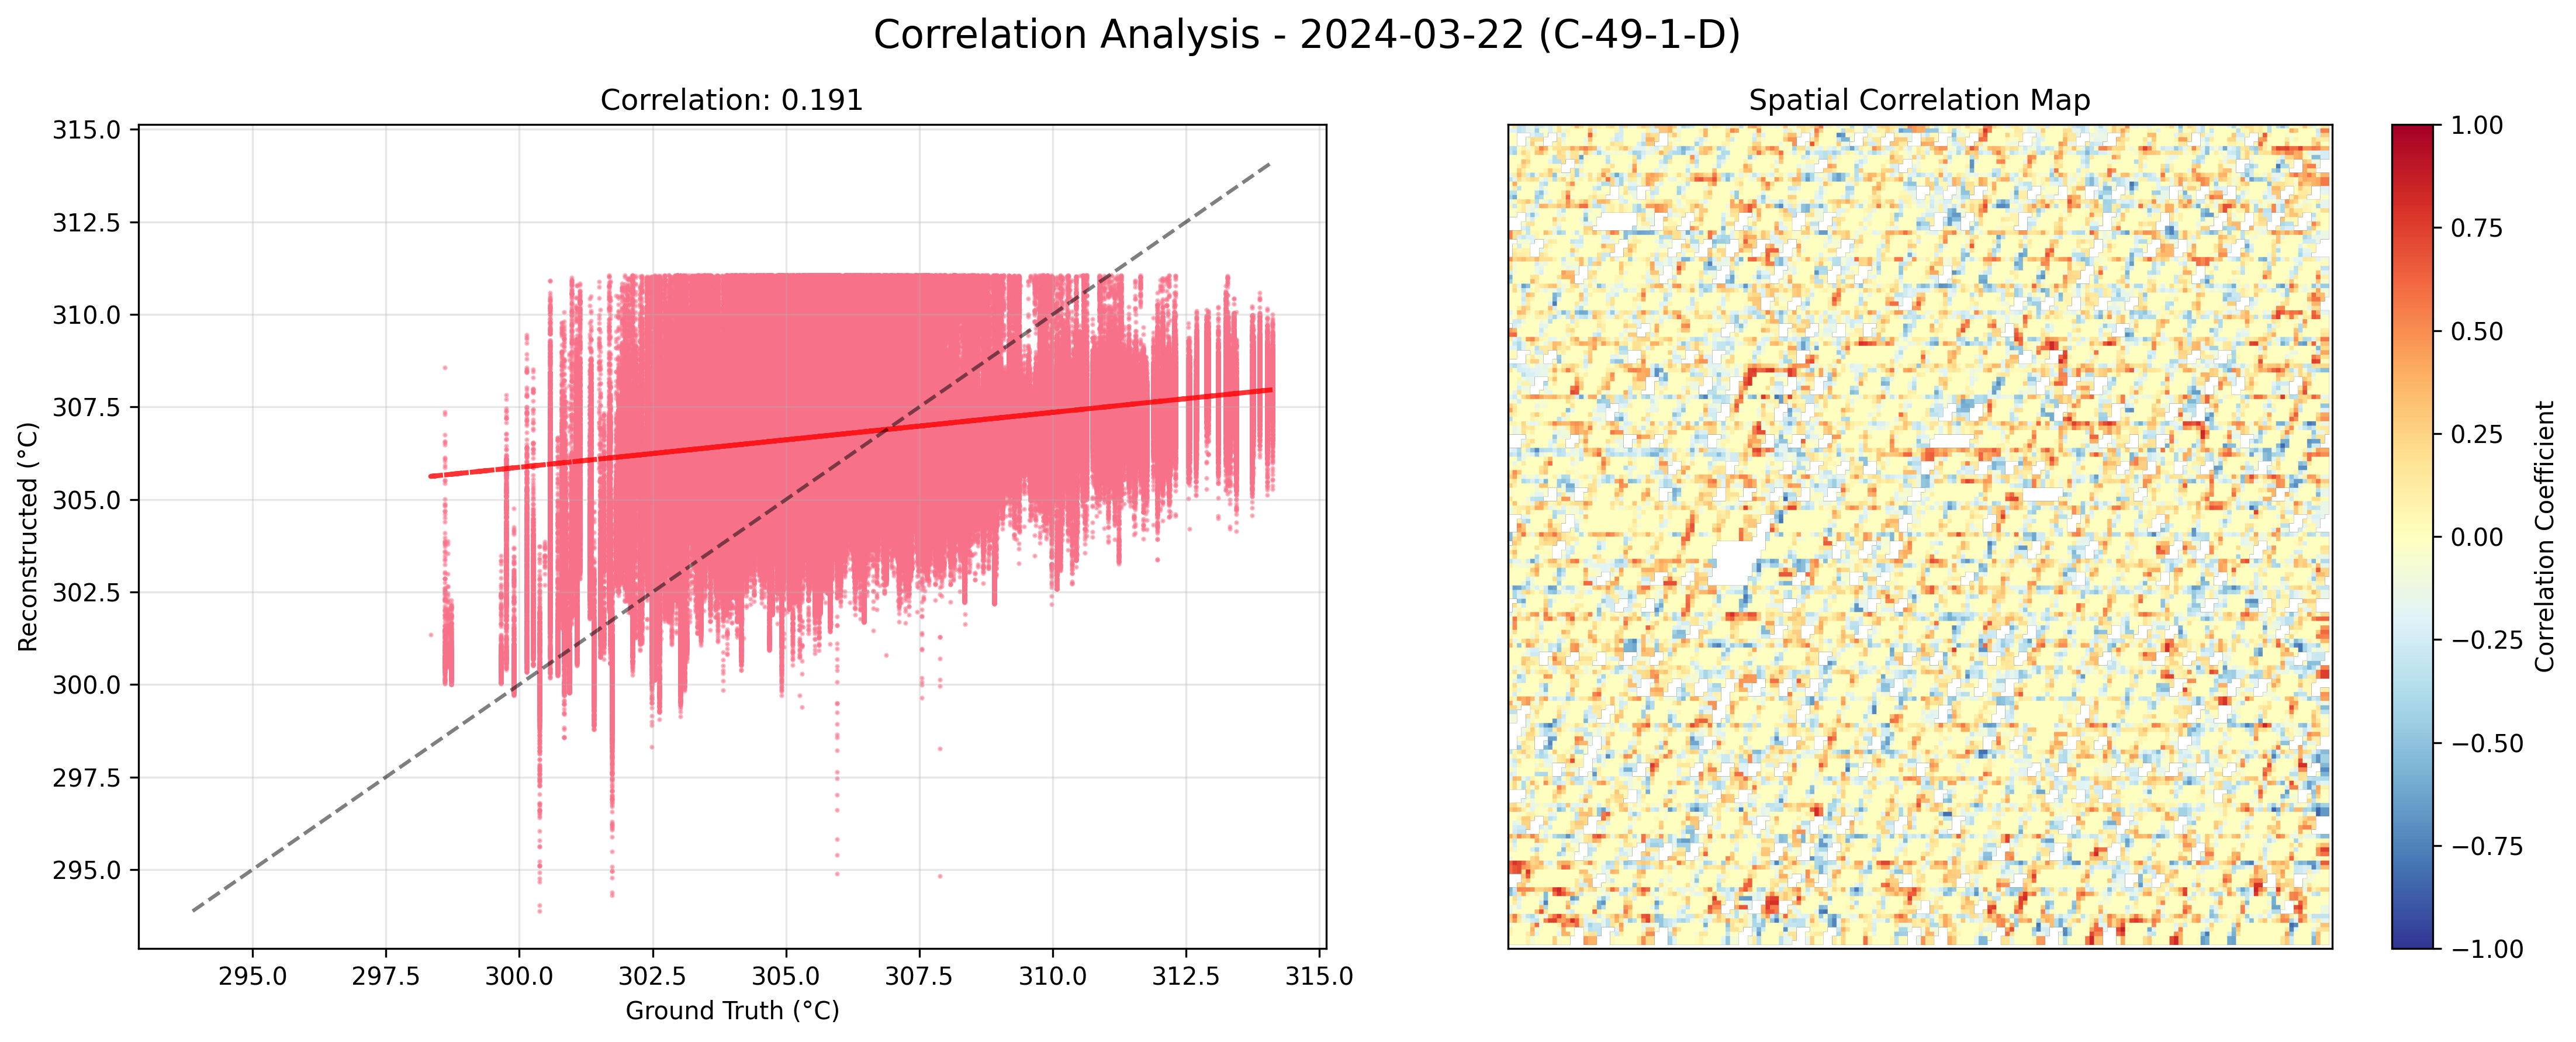 Correlation Analysis - 2024-03-22 (C-49-1-D)
Correlation: 0.191
315.0
312.5
310.0
307.5
305.0
302.5
300.0
297.5
295.0
Reconstructed (°C)
295.0 297.5 300.0 302.5 305.0 307.5 310.0 312.5 315.0
Ground Truth (°C)
Spatial Correlation Map
1.00
0.75
0.50
0.25
0.00
−0.25
−0.50
−0.75
−1.00
Correlation Coefficient